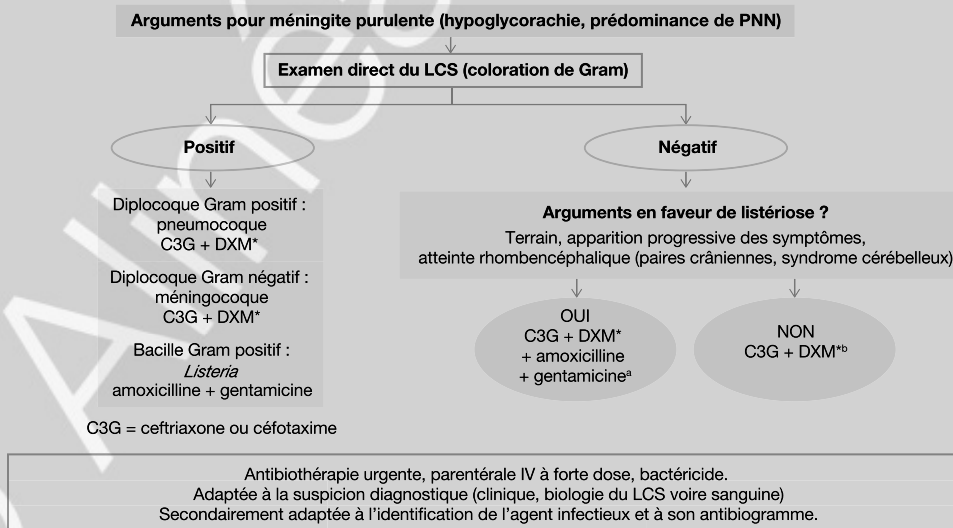 Arguments pour méningite purulente (hypoglycorachie, prédominance de PNN)
Examen direct du LCS (coloration de Gram)
Positif
Diplocoque Gram positif :
pneumocoque
C3G + DXM*
Diplocoque Gram négatif :
méningocoque
C3G + DXM*
Bacille Gram positif :
Listeria
amoxicilline + gentamicine
C3G = ceftriaxone ou céfotaxime
Négatif
Arguments en faveur de listériose ?
Terrain, apparition progressive des symptômes,
atteinte rhombencéphalique (paires crâniennes, syndrome cérébelleux)
OUI
C3G + DXM*
+ amoxicilline
+ gentamicineᵃ
NON
C3G + DXM*ᵇ
Antibiothérapie urgente, parentérale IV à forte dose, bactéricide.
Adaptée à la suspicion diagnostique (clinique, biologie du LCS voire sanguine)
Secondairement adaptée à l'identification de l'agent infectieux et à son antibiogramme.